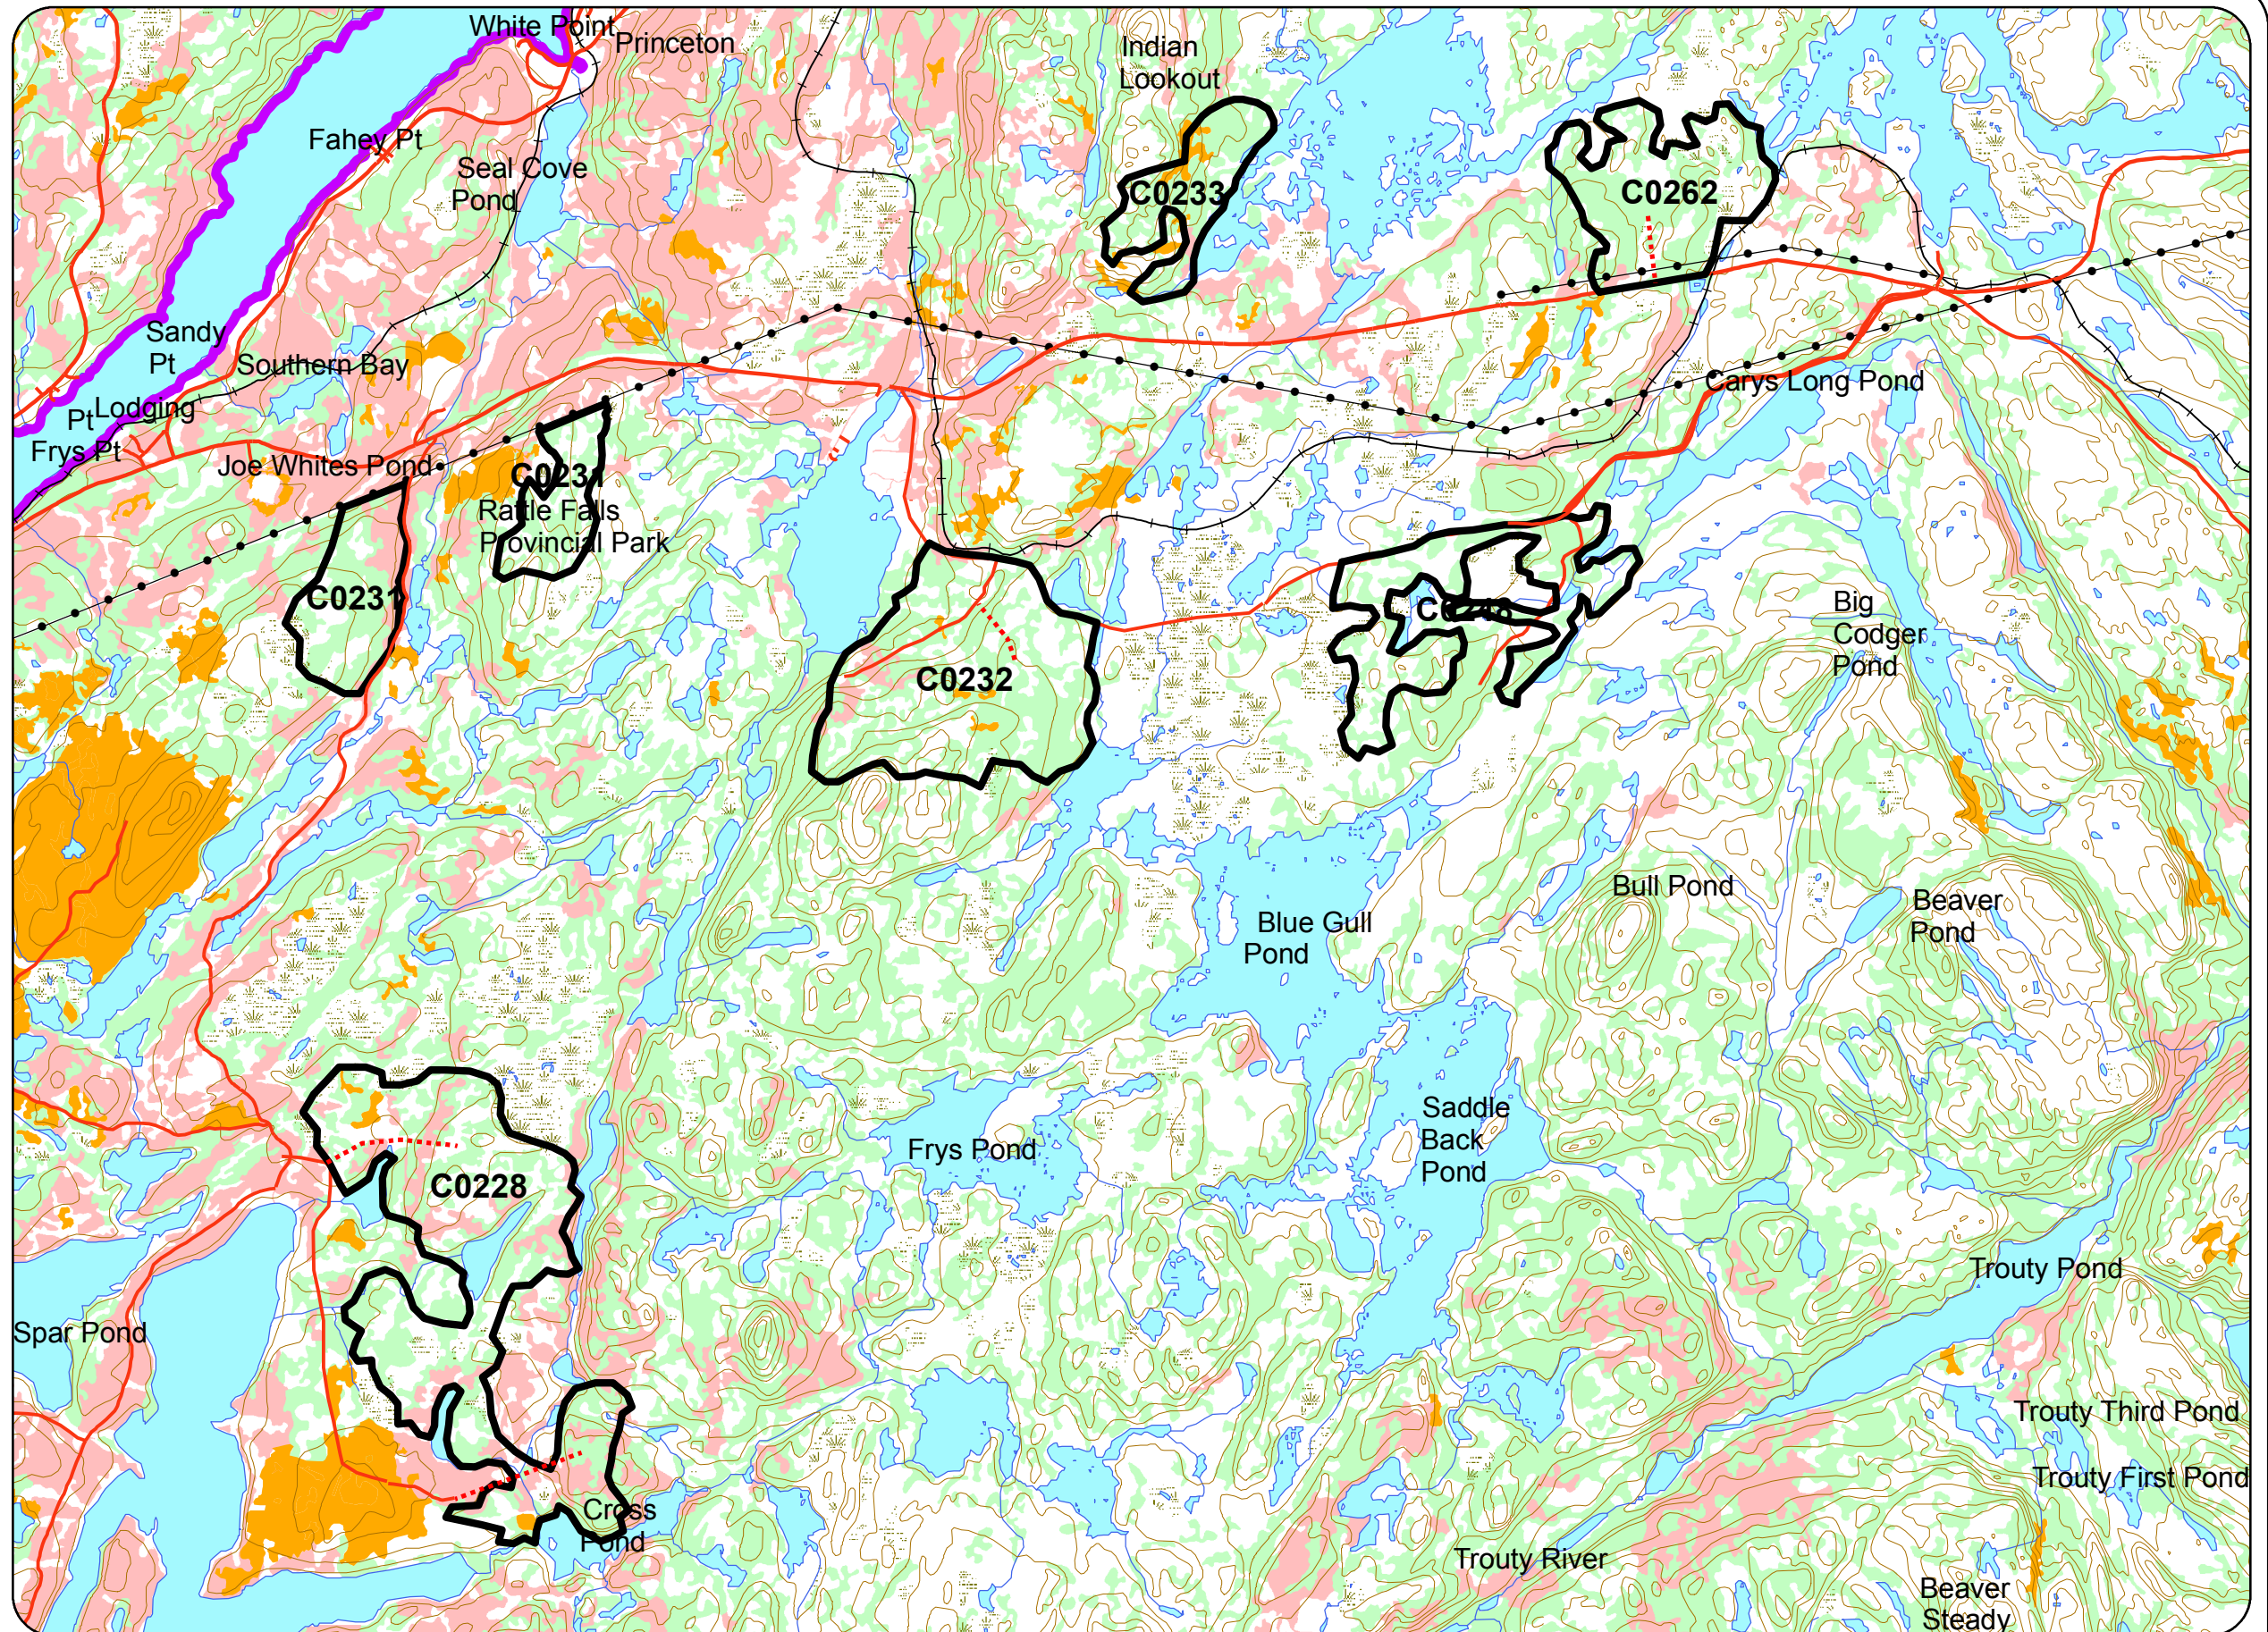 White Point
Princeton
Indian
Lookout
Fahey Pt
Seal Cove
Pond
C0233
C0262
Sandy
Pt
Southern Bay
Carys Long Pond
Lodging
Pt
Frys Pt
Joe Whites Pond
C0231
Rattle Falls
Provincial Park
C0231
C0232
Big
Codger
Pond
Bull Pond
Beaver
Pond
Blue Gull
Pond
Saddle
Back
Pond
Frys Pond
C0228
Trouty Pond
Spar Pond
Trouty Third Pond
Trouty First Pond
Cross
Pond
Trouty River
Beaver
Steady